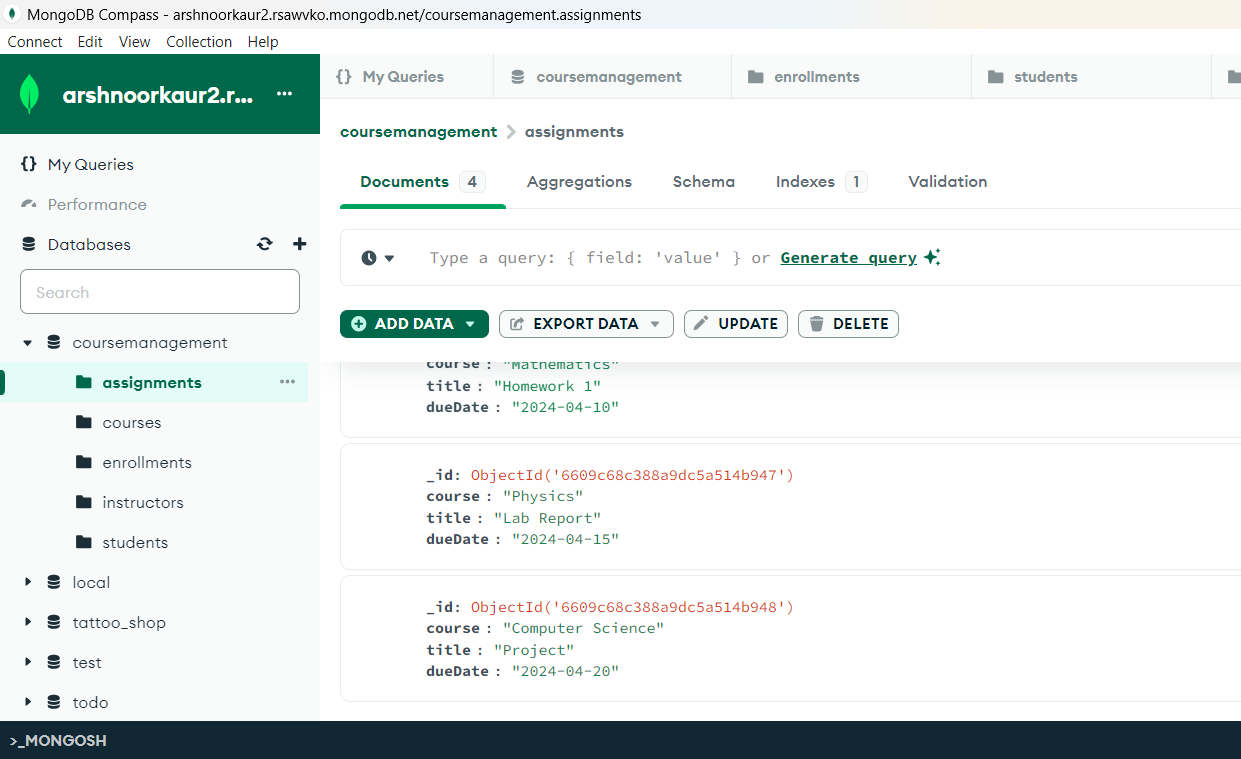 MongoDB Compass - arshnoorkaur2.rsawvko.mongodb.net/coursemanagement.assignments
Connect Edit View Collection Help
arshnoorkaur2.r... ...
My Queries
Performance
Databases
Search
coursemanagement
assignments ...
courses
enrollments
instructors
students
local
tattoo_shop
test
todo
{} My Queries coursemanagement enrollments students
coursemanagement > assignments
Documents 4 Aggregations Schema Indexes 1 Validation
Type a query: { field: 'value' } or Generate query
ADD DATA EXPORT DATA UPDATE DELETE
course : "Mathematics"
title : "Homework 1"
dueDate : "2024-04-10"
_id: ObjectId('6609c68c388a9dc5a514b947')
course : "Physics"
title : "Lab Report"
dueDate : "2024-04-15"
_id: ObjectId('6609c68c388a9dc5a514b948')
course : "Computer Science"
title : "Project"
dueDate : "2024-04-20"
>_MONGOSH